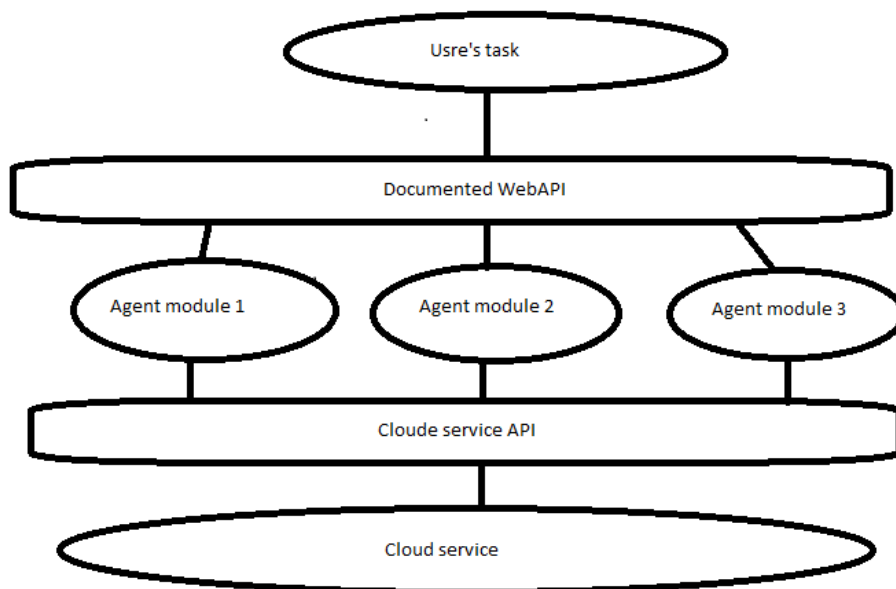 Usre's task
Documented WebAPI
Agent module 1
Agent module 2
Agent module 3
Cloude service API
Cloud service